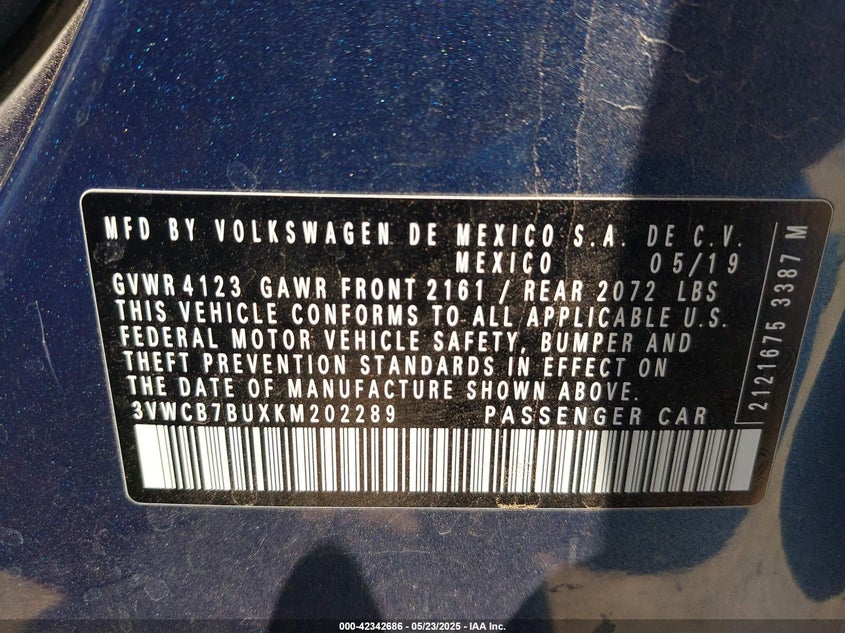 MFD BY VOLKSWAGEN DE MEXICO S.A. DE C.V.
MEXICO 05/19
GVWR 4123 GAWR FRONT 2161 / REAR 2072 LBS
THIS VEHICLE CONFORMS TO ALL APPLICABLE U.S.
FEDERAL MOTOR VEHICLE SAFETY, BUMPER AND
THEFT PREVENTION STANDARDS IN EFFECT ON
THE DATE OF MANUFACTURE SHOWN ABOVE.
3VWCB7BUXKM202289 PASSENGER CAR
2121675 3387 M
000-42342686 - 05/23/2025 - IAA Inc.